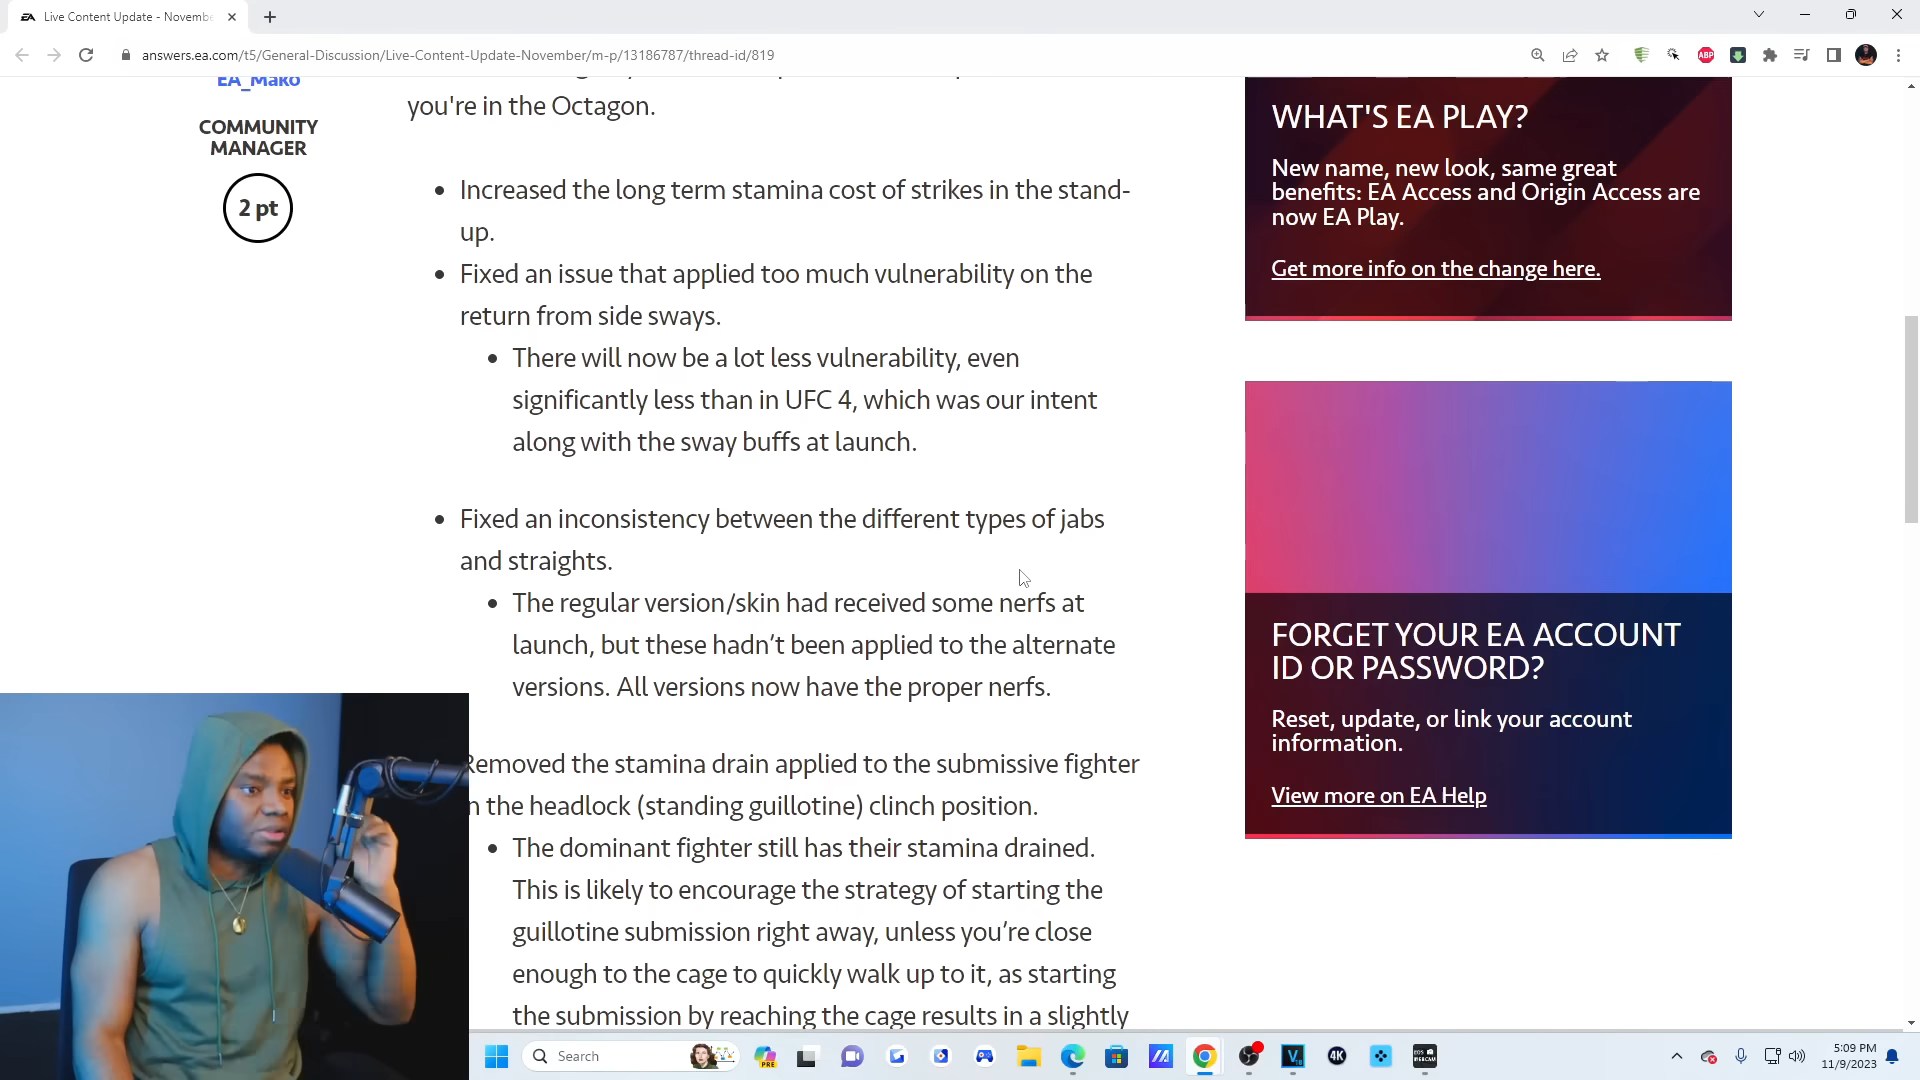 Live Content Update - Novembe
answers.ea.com/t5/General-Discussion/Live-Content-Update-November/m-p/13186787/thread-id/819
ABP
EA_Mako
COMMUNITY
MANAGER
2 pt
you're in the Octagon.
Increased the long term stamina cost of strikes in the stand-
up.
Fixed an issue that applied too much vulnerability on the
return from side sways.
There will now be a lot less vulnerability, even
significantly less than in UFC 4, which was our intent
along with the sway buffs at launch.
Fixed an inconsistency between the different types of jabs
and straights.
The regular version/skin had received some nerfs at
launch, but these hadn’t been applied to the alternate
versions. All versions now have the proper nerfs.
Removed the stamina drain applied to the submissive fighter
n the headlock (standing guillotine) clinch position.
The dominant fighter still has their stamina drained.
This is likely to encourage the strategy of starting the
guillotine submission right away, unless you’re close
enough to the cage to quickly walk up to it, as starting
the submission by reaching the cage results in a slightly
WHAT'S EA PLAY?
New name, new look, same great
benefits: EA Access and Origin Access are
now EA Play.
Get more info on the change here.
FORGET YOUR EA ACCOUNT
ID OR PASSWORD?
Reset, update, or link your account
information.
View more on EA Help
Search
PRE
4K
5:09 PM
11/9/2023